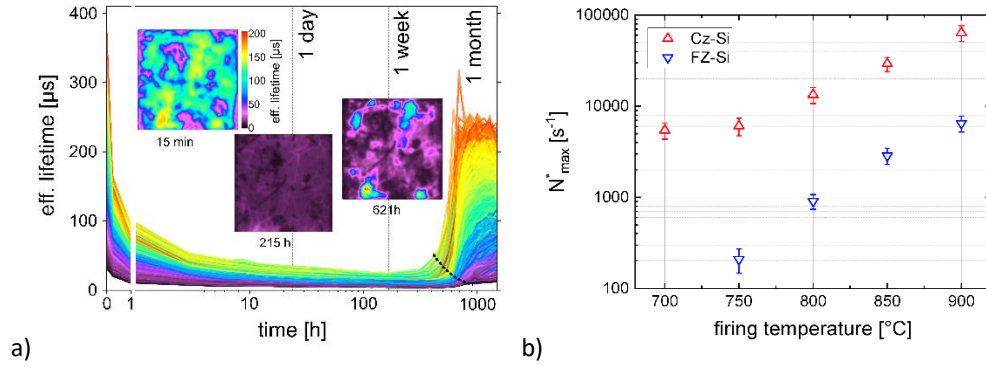 400
300
200
100
0
eff. lifetime [µs]
0
1
10
100
1000
time [h]
1 day
1 week
1 month
200
150
100
50
0
eff. lifetime [µs]
15 min
215 h
621h
a)
100000
10000
1000
100
N*max [s-1]
Cz-Si
FZ-Si
700
750
800
850
900
firing temperature [°C]
b)